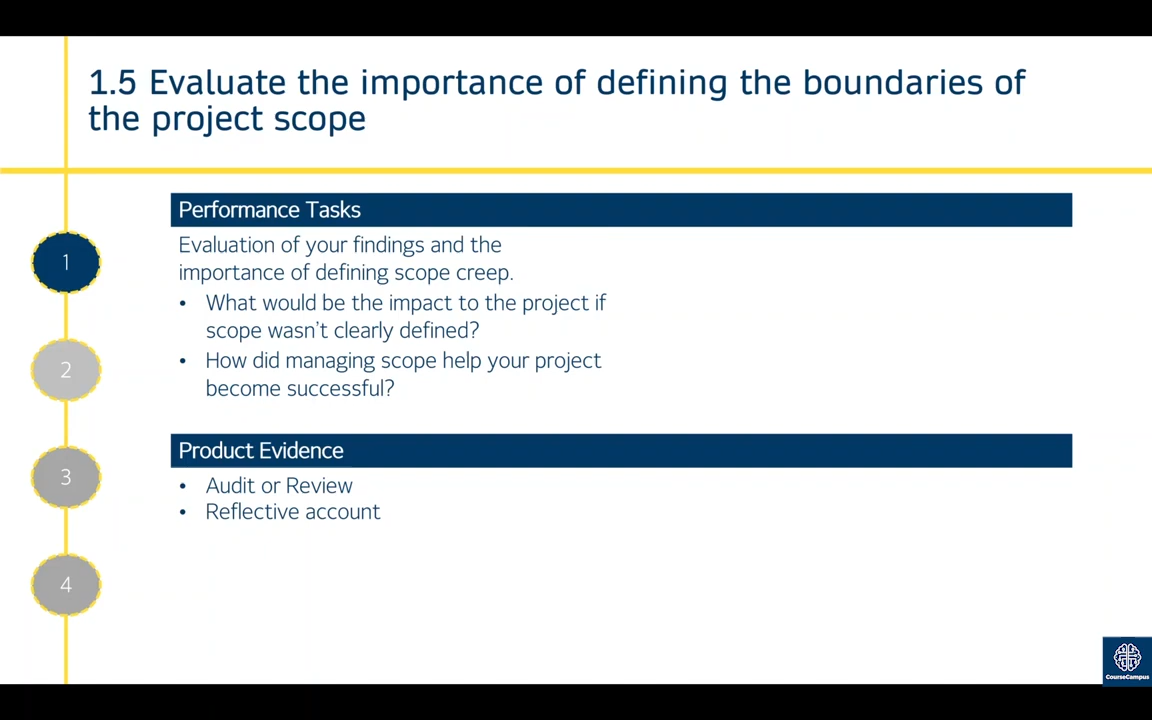 1.5 Evaluate the importance of defining the boundaries of
the project scope
Performance Tasks
Evaluation of your findings and the
importance of defining scope creep.
• What would be the impact to the project if
scope wasn't clearly defined?
• How did managing scope help your project
become successful?
Product Evidence
• Audit or Review
• Reflective account
1
2
3
4
CourseCampus